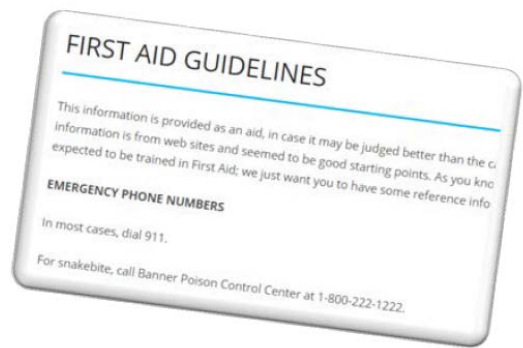 FIRST AID GUIDELINES
This information is provided as an aid, in case it may be judged better than the
information is from web sites and seemed to be good starting points. As you
expected to be trained in First Aid; we just want you to have some reference info
EMERGENCY PHONE NUMBERS
In most cases, dial 911.
For snakebite, call Banner Poison Control Center at 1-800-222-1222.